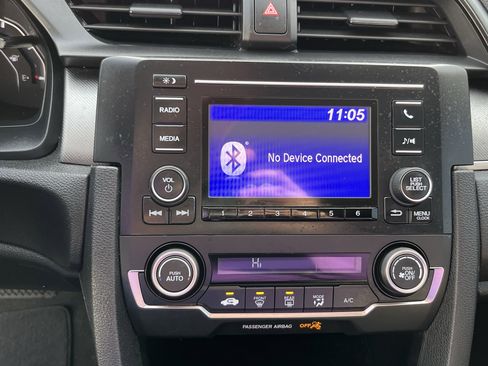 11:05
No Device Connected
RADIO
MEDIA
VOL
LIST
PUSH
SELECT
1 2 3 4 5 6
MENU
CLOCK
Hi
PUSH
AUTO
PUSH
ON/
OFF
FRONT
REAR
MODE
A/C
PASSENGER AIRBAG OFF